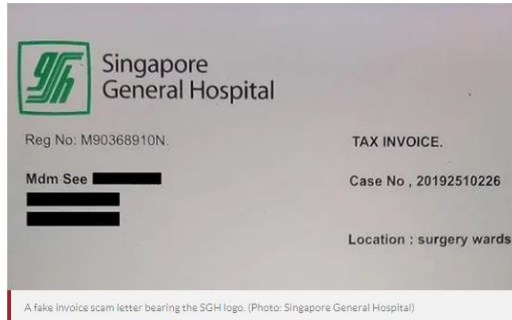 Singapore
General Hospital
Reg No: M90368910N.
TAX INVOICE.
Mdm See
Case No , 20192510226
Location : surgery wards
A fake invoice scam letter bearing the SGH logo. (Photo: Singapore General Hospital)